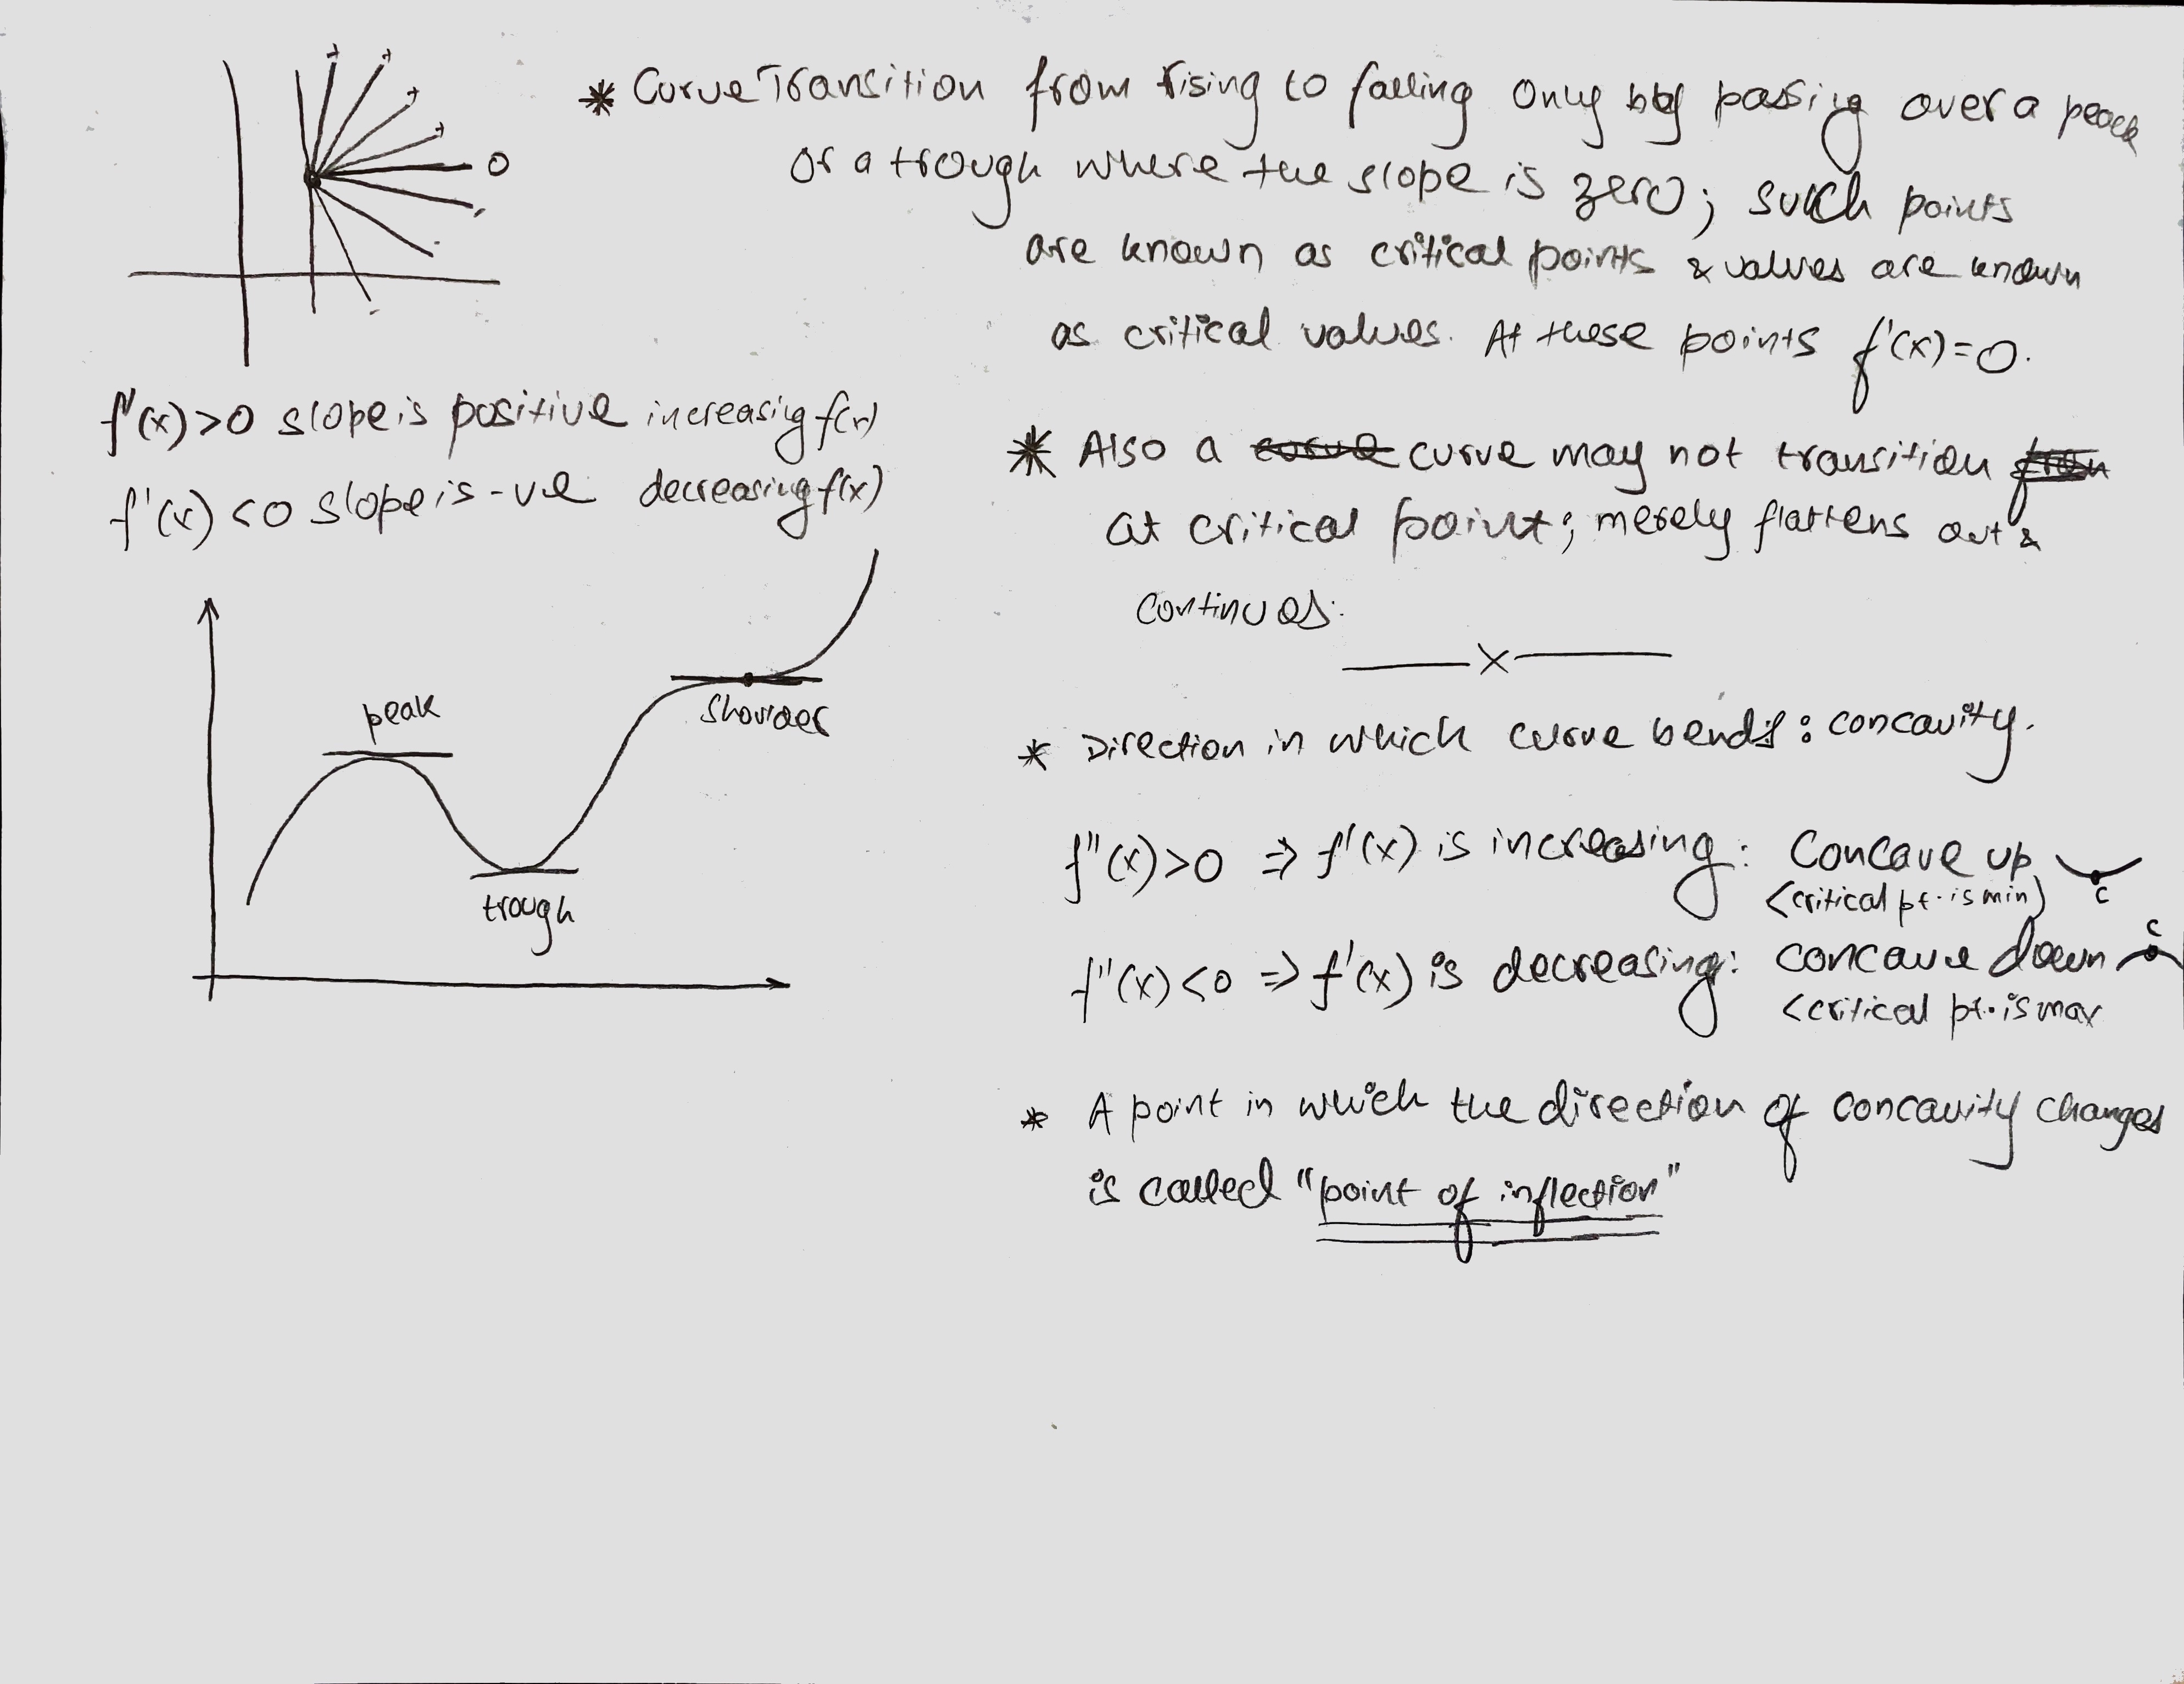 * Curve Transition from rising to falling only by passing over a peak
or a trough where the slope is zero; such points
are known as critical points & values are known
as critical values. At these points f'(x)=0.
+ + + +
0
- - -
f'(x)>0 slope is positive increasing f(x)
f'(x)<0 slope is -ve decreasing f(x)
* Also a curve curve may not transition from
at critical point; merely flattens out &
continues.
—x—
peak
trough
shoulder
* Direction in which curve bends: concavity.
f''(x)>0 => f'(x) is increasing: Concave up
<critical pt. is min) c
f''(x)<0 => f'(x) is decreasing: concave down c
<critical pt. is max
* A point in which the direction of concavity changes
is called "point of inflection"